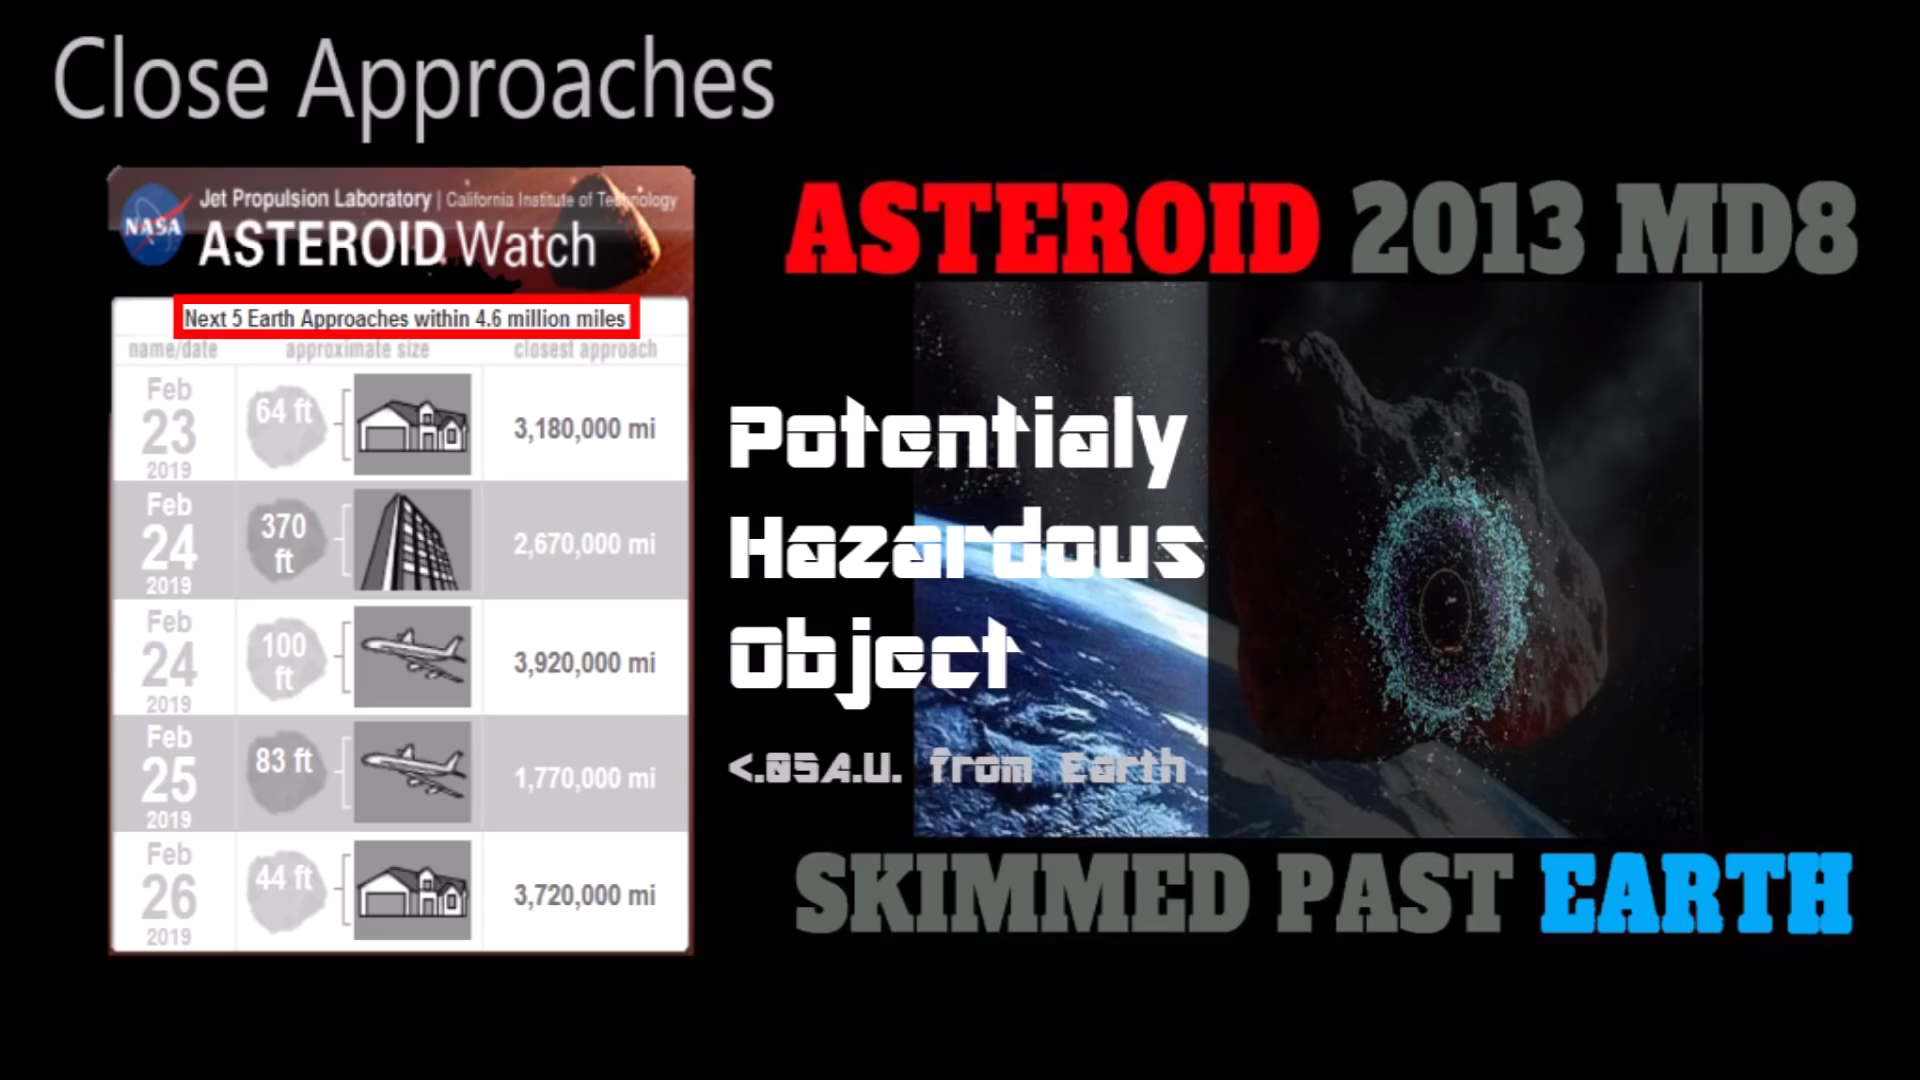 Close Approaches
NASA
Jet Propulsion Laboratory | California Institute of Technology
ASTEROID Watch
Next 5 Earth Approaches within 4.6 million miles
name/date approximate size closest approach
Feb 23 2019 64 ft 3,180,000 mi
Feb 24 2019 370 ft 2,670,000 mi
Feb 24 2019 100 ft 3,920,000 mi
Feb 25 2019 83 ft 1,770,000 mi
Feb 26 2019 44 ft 3,720,000 mi
ASTEROID 2013 MD8
Potentialy
Hazardous
Object
<.05A.U. from Earth
SKIMMED PAST EARTH